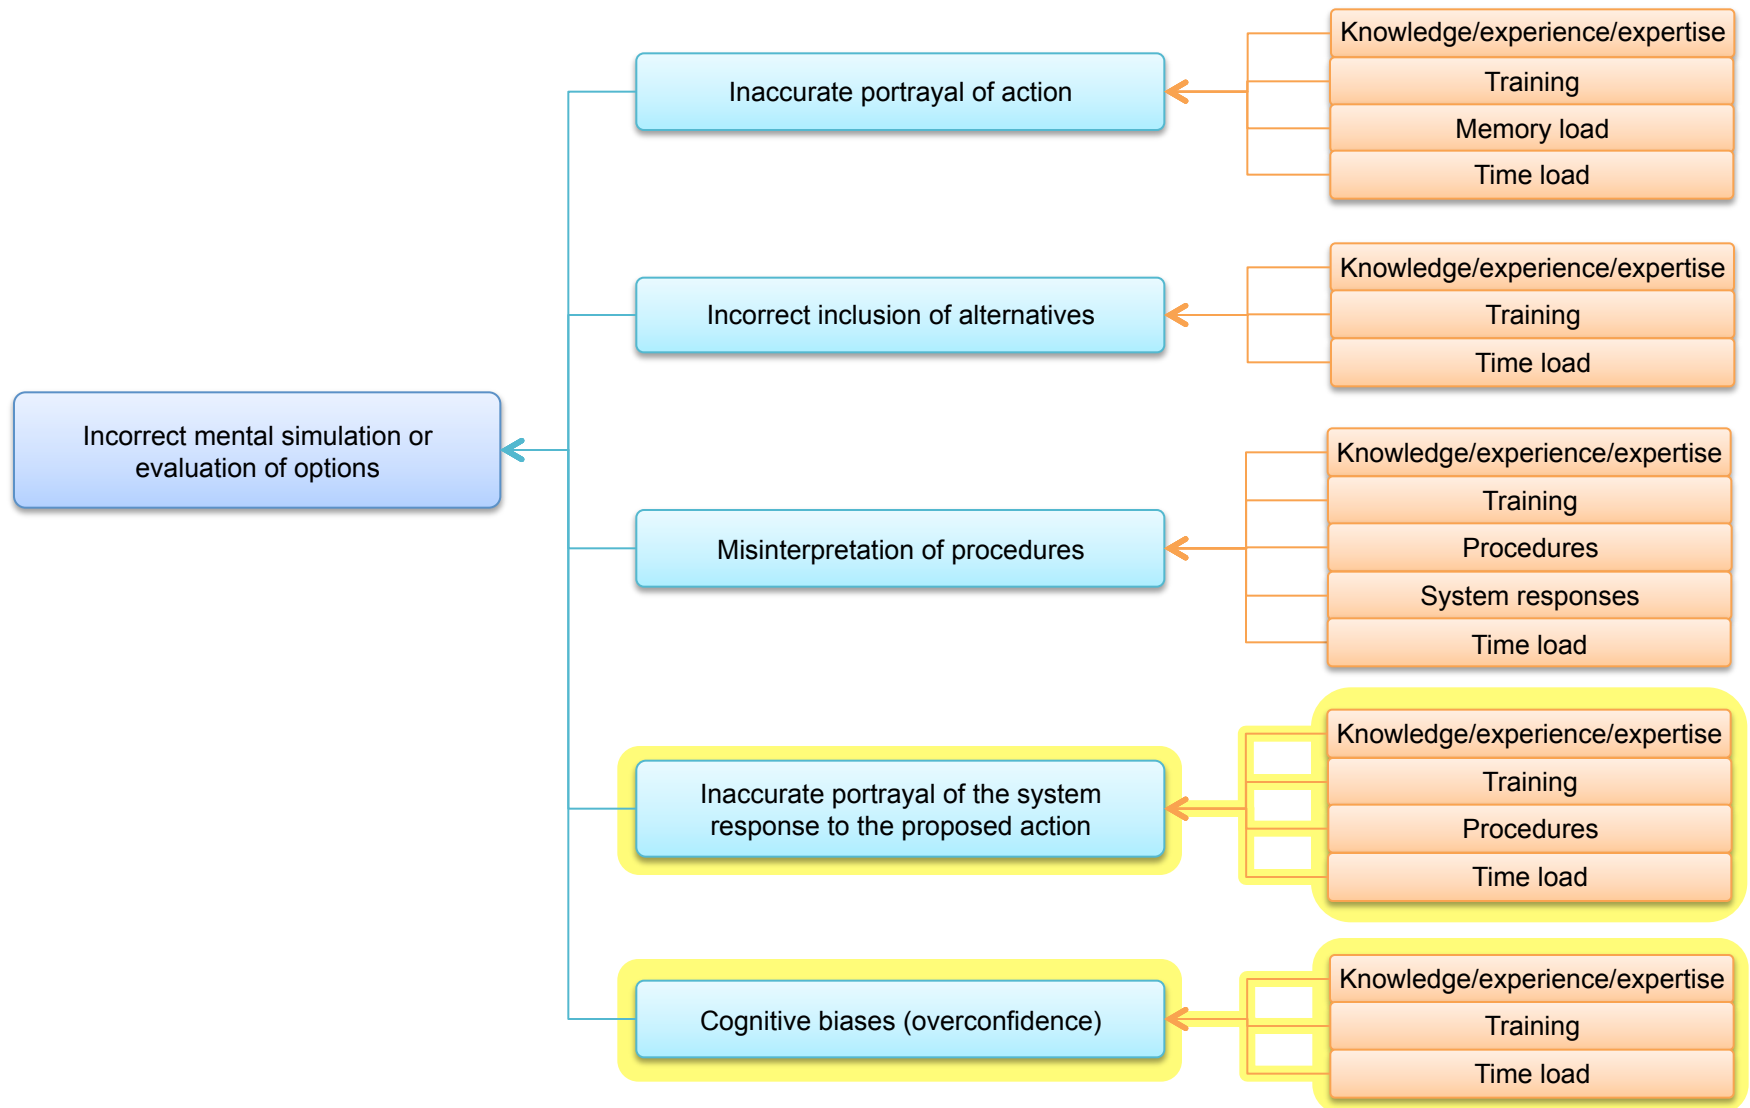 Incorrect mental simulation or
evaluation of options
Inaccurate portrayal of action
Knowledge/experience/expertise
Training
Memory load
Time load
Incorrect inclusion of alternatives
Knowledge/experience/expertise
Training
Time load
Misinterpretation of procedures
Knowledge/experience/expertise
Training
Procedures
System responses
Time load
Inaccurate portrayal of the system
response to the proposed action
Knowledge/experience/expertise
Training
Procedures
Time load
Cognitive biases (overconfidence)
Knowledge/experience/expertise
Training
Time load